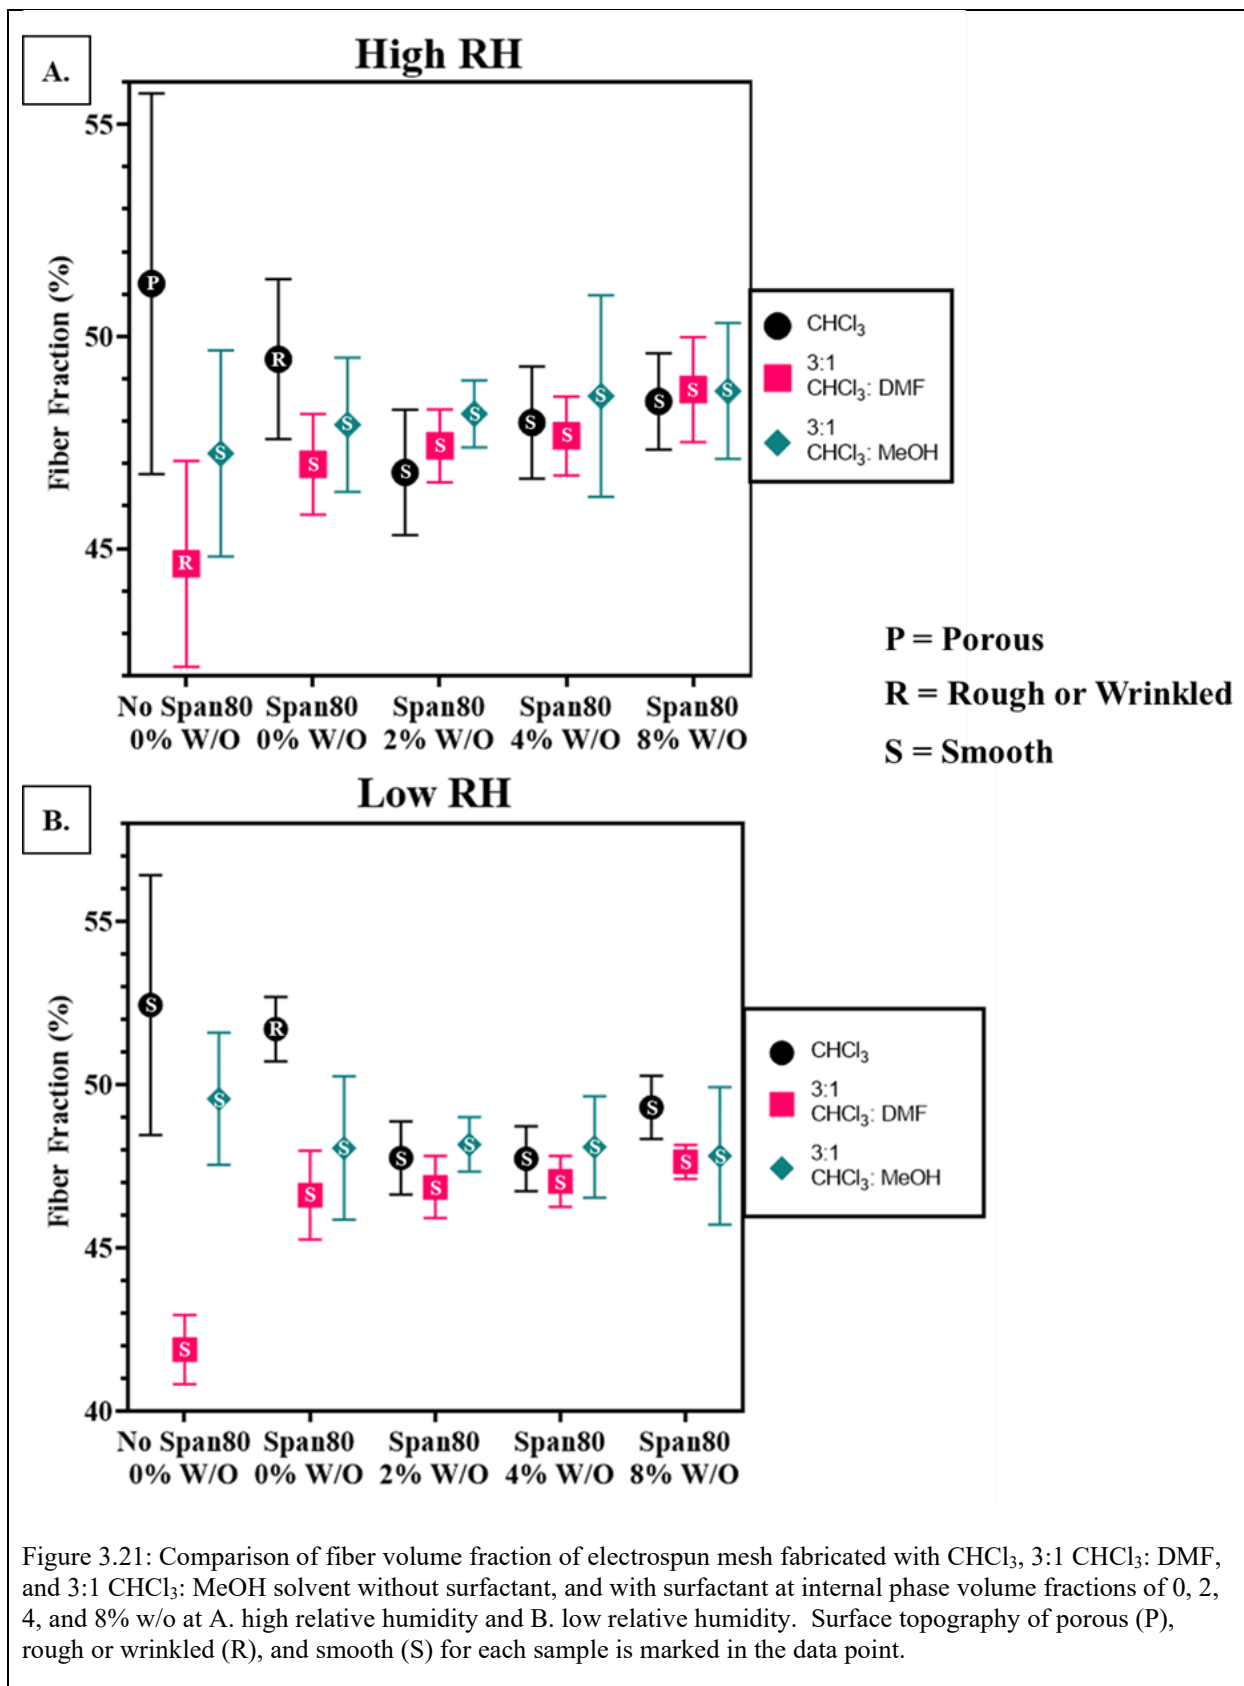 A.
High RH
55
50
45
Fiber Fraction (%)
P
R
S
R
S
S
S
S
S
S
S
S
S
S
S
No Span80 Span80 Span80 Span80 Span80
0% W/O 0% W/O 2% W/O 4% W/O 8% W/O
CHCl₃
3:1
CHCl₃: DMF
3:1
CHCl₃: MeOH
P = Porous
R = Rough or Wrinkled
S = Smooth
B.
Low RH
55
50
45
40
Fiber Fraction (%)
S
S
S
R
S
S
S
S
S
S
S
S
S
S
S
No Span80 Span80 Span80 Span80 Span80
0% W/O 0% W/O 2% W/O 4% W/O 8% W/O
CHCl₃
3:1
CHCl₃: DMF
3:1
CHCl₃: MeOH
Figure 3.21: Comparison of fiber volume fraction of electrospun mesh fabricated with CHCl₃, 3:1 CHCl₃: DMF,
and 3:1 CHCl₃: MeOH solvent without surfactant, and with surfactant at internal phase volume fractions of 0, 2,
4, and 8% w/o at A. high relative humidity and B. low relative humidity.  Surface topography of porous (P),
rough or wrinkled (R), and smooth (S) for each sample is marked in the data point.